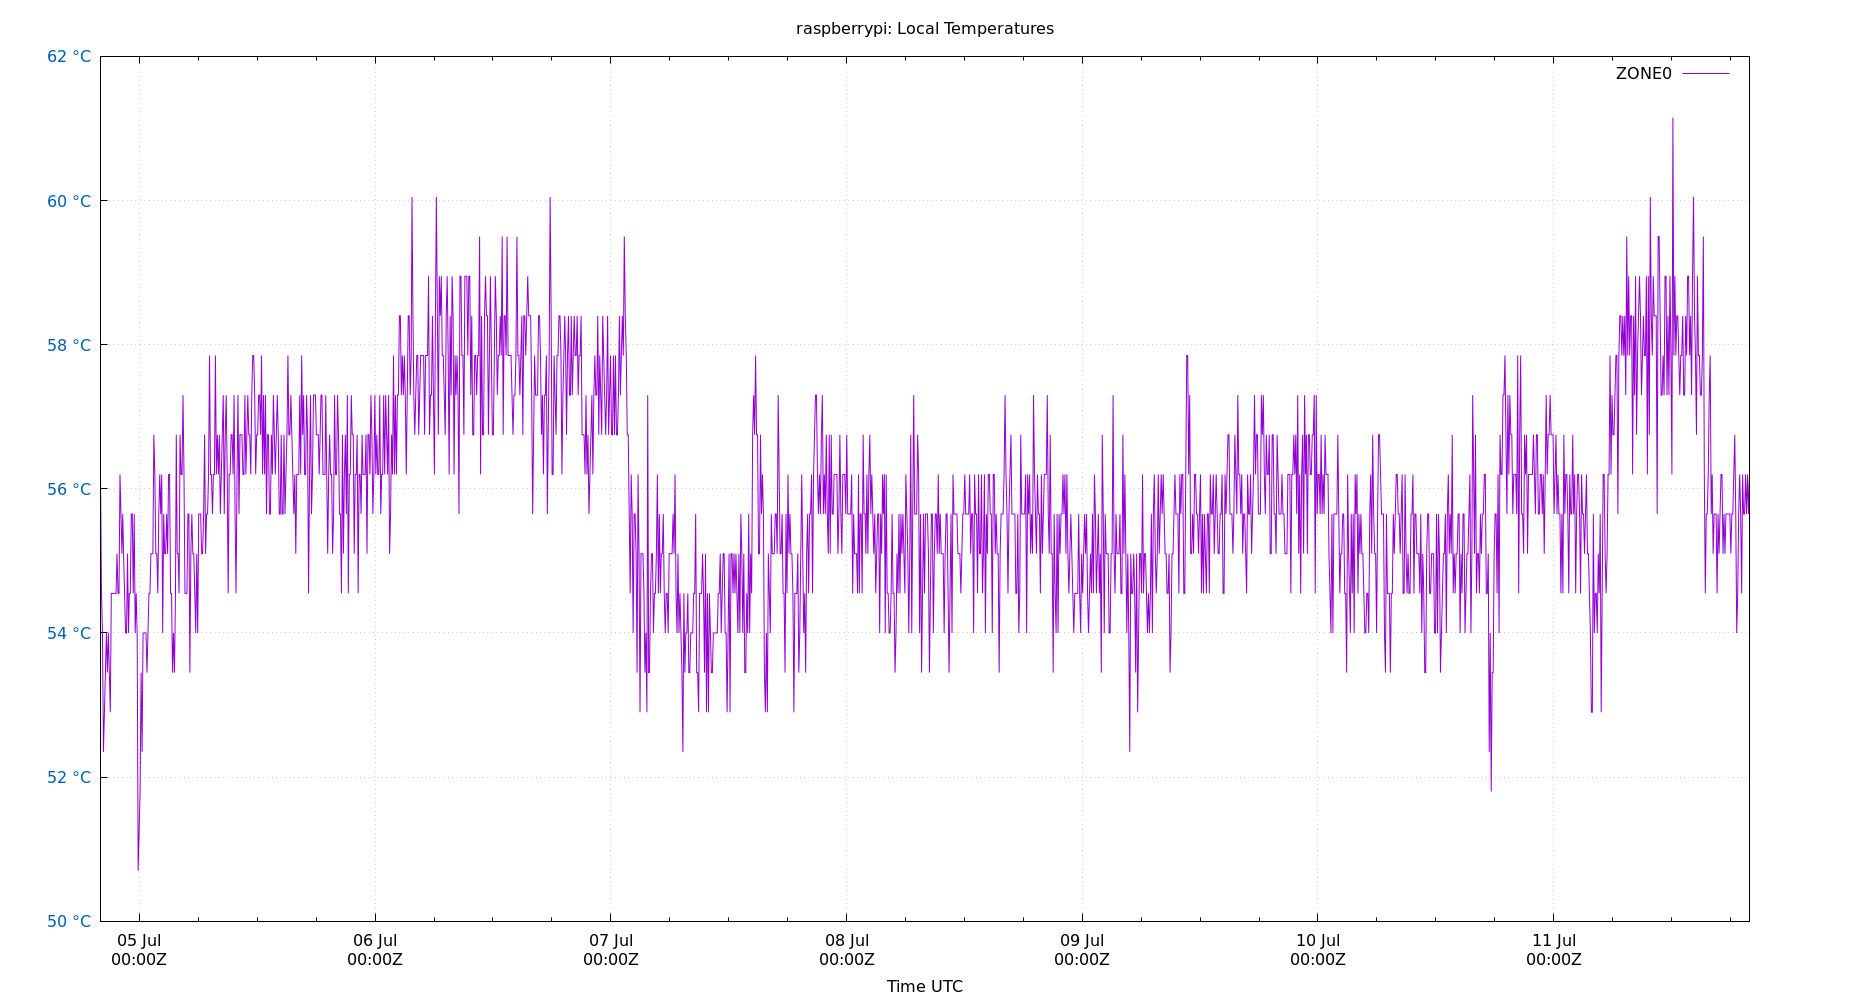 raspberrypi: Local Temperatures
62 °C
ZONE0
60 °C
58 °C
56 °C
54 °C
52 °C
50 °C
05 Jul 06 Jul 07 Jul 08 Jul 09 Jul 10 Jul 11 Jul
00:00Z 00:00Z 00:00Z 00:00Z 00:00Z 00:00Z 00:00Z
Time UTC